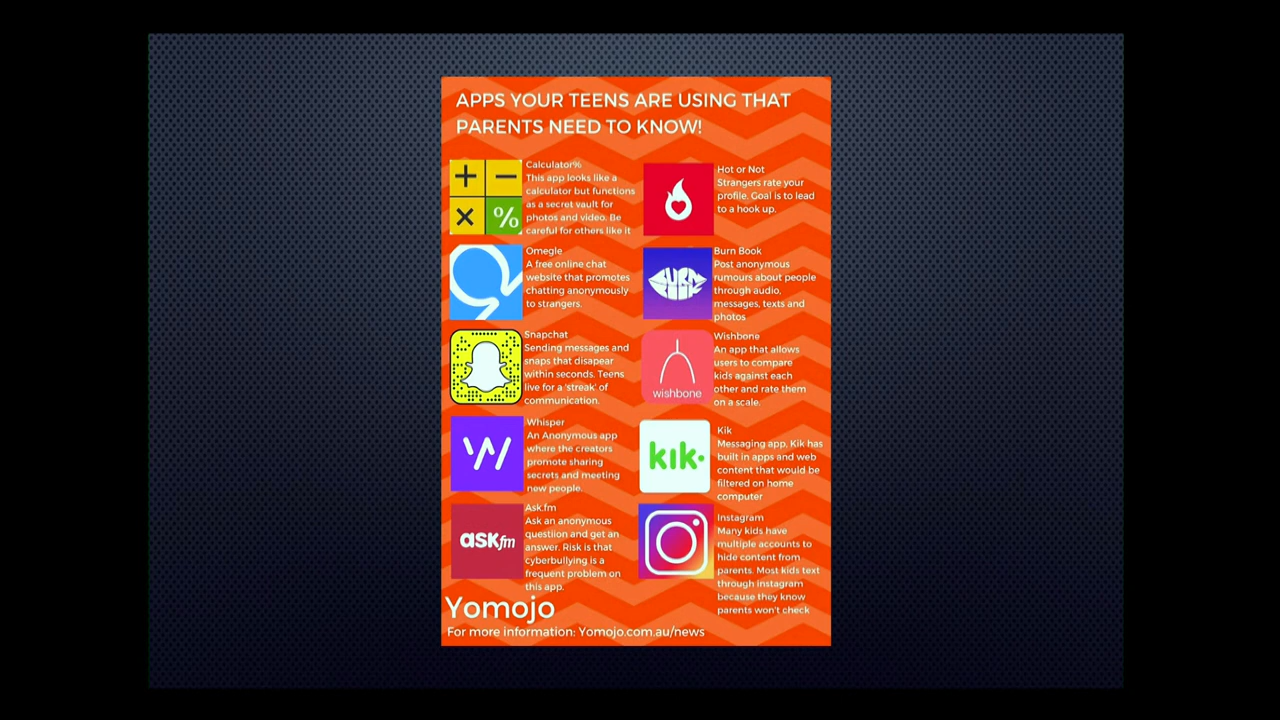 APPS YOUR TEENS ARE USING THAT
PARENTS NEED TO KNOW!
Calculator%
This app looks like a
calculator but functions
as a secret vault for
photos and video. Be
careful for others like it
Hot or Not
Strangers rate your
profile. Goal is to lead
to a hook up.
Omegle
A free online chat
website that promotes
chatting anonymously
to strangers.
BURN
BOOK
Burn Book
Post anonymous
rumours about people
through audio,
messages, texts and
photos
Snapchat
Sending messages and
snaps that disapear
within seconds. Teens
live for a 'streak' of
communication.
wishbone
Wishbone
An app that allows
users to compare
kids against each
other and rate them
on a scale.
Whisper
An Anonymous app
where the creators
promote sharing
secrets and meeting
new people.
kik.
Kik
Messaging app, Kik has
built in apps and web
content that would be
filtered on home
computer
ASKfm
Ask.fm
Ask an anonymous
questiion and get an
answer. Risk is that
cyberbullying is a
frequent problem on
this app.
Instagram
Many kids have
multiple accounts to
hide content from
parents. Most kids text
through Instagram
because they know
parents won't check
Yomojo
For more information: Yomojo.com.au/news